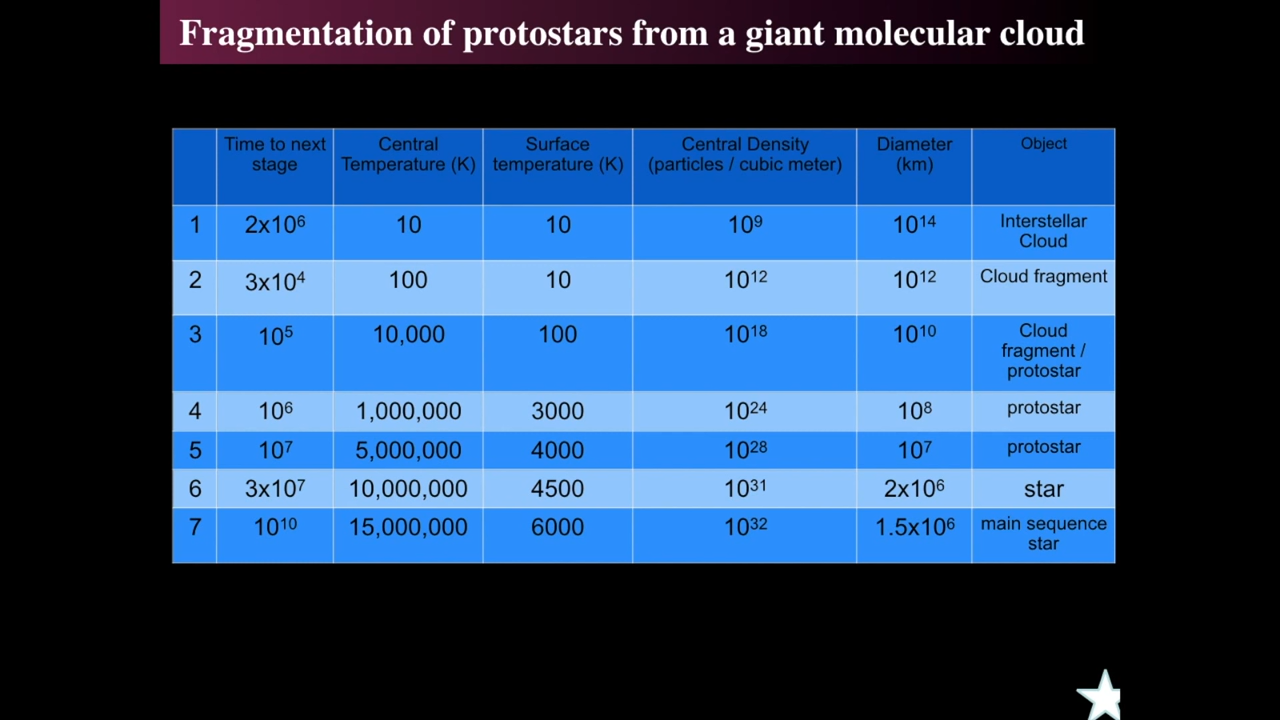 Fragmentation of protostars from a giant molecular cloud
Time to next stage | Central Temperature (K) | Surface temperature (K) | Central Density (particles / cubic meter) | Diameter (km) | Object
1 | 2x10⁶ | 10 | 10 | 10⁹ | 10¹⁴ | Interstellar Cloud
2 | 3x10⁴ | 100 | 10 | 10¹² | 10¹² | Cloud fragment
3 | 10⁵ | 10,000 | 100 | 10¹⁸ | 10¹⁰ | Cloud fragment / protostar
4 | 10⁶ | 1,000,000 | 3000 | 10²⁴ | 10⁸ | protostar
5 | 10⁷ | 5,000,000 | 4000 | 10²⁸ | 10⁷ | protostar
6 | 3x10⁷ | 10,000,000 | 4500 | 10³¹ | 2x10⁶ | star
7 | 10¹⁰ | 15,000,000 | 6000 | 10³² | 1.5x10⁶ | main sequence star